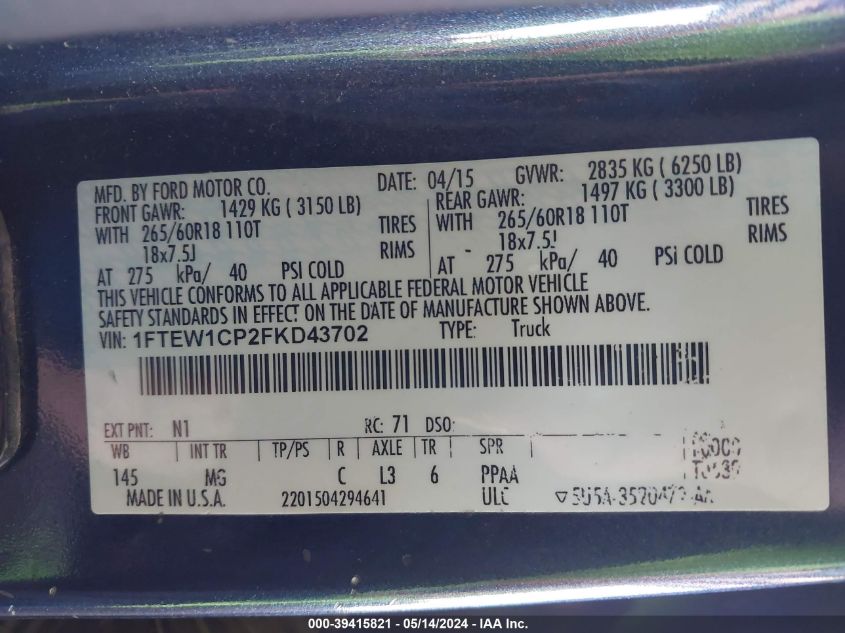 MFD. BY FORD MOTOR CO. DATE: 04/15 GVWR: 2835 KG ( 6250 LB)
FRONT GAWR: 1429 KG ( 3150 LB) REAR GAWR: 1497 KG ( 3300 LB)
WITH 265/60R18 110T TIRES WITH 265/60R18 110T TIRES
18x7.5J RIMS 18x7.5J RIMS
AT 275 kPa/ 40 PSI COLD AT 275 kPa/ 40 PSi COLD
THIS VEHICLE CONFORMS TO ALL APPLICABLE FEDERAL MOTOR VEHICLE
SAFETY STANDARDS IN EFFECT ON THE DATE OF MANUFACTURE SHOWN ABOVE.
VIN: 1FTEW1CP2FKD43702 TYPE: Truck
EXT PNT: N1 RC: 71 DSO:
WB INT TR TP/PS R AXLE TR SPR
145 MG C L3 6 PPAA
MADE IN U.S.A. 2201504294641 ULC
000-39415821 - 05/14/2024 - IAA Inc.